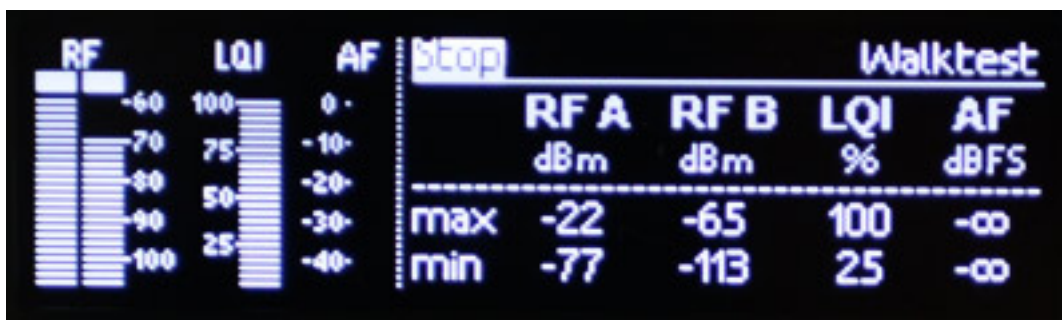 RF LQI AF
-60 100 0
-70 75 -10
-80 50 -20
-90 25 -30
-100 -40
Stop Walktest
RF A RF B LQI AF
dBm dBm % dBFS
max -22 -65 100 -∞
min -77 -113 25 -∞